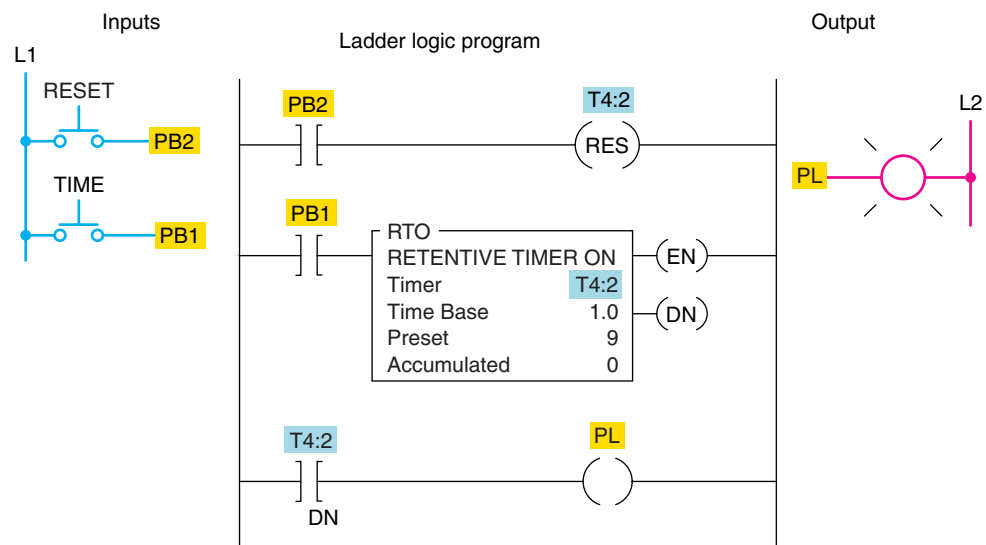 Inputs
Ladder logic program
Output
L1
RESET
PB2
TIME
PB1
PB2
T4:2
RES
PB1
RTO
RETENTIVE TIMER ON
Timer T4:2
Time Base 1.0
Preset 9
Accumulated 0
EN
DN
T4:2
DN
PL
L2
PL